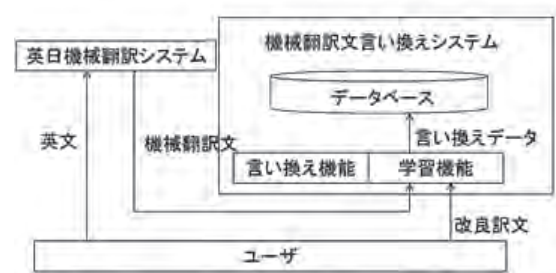 機械翻訳文言い換えシステム
英日機械翻訳システム
データベース
英文
機械翻訳文
言い換えデータ
言い換え機能
学習機能
改良訳文
ユーザ